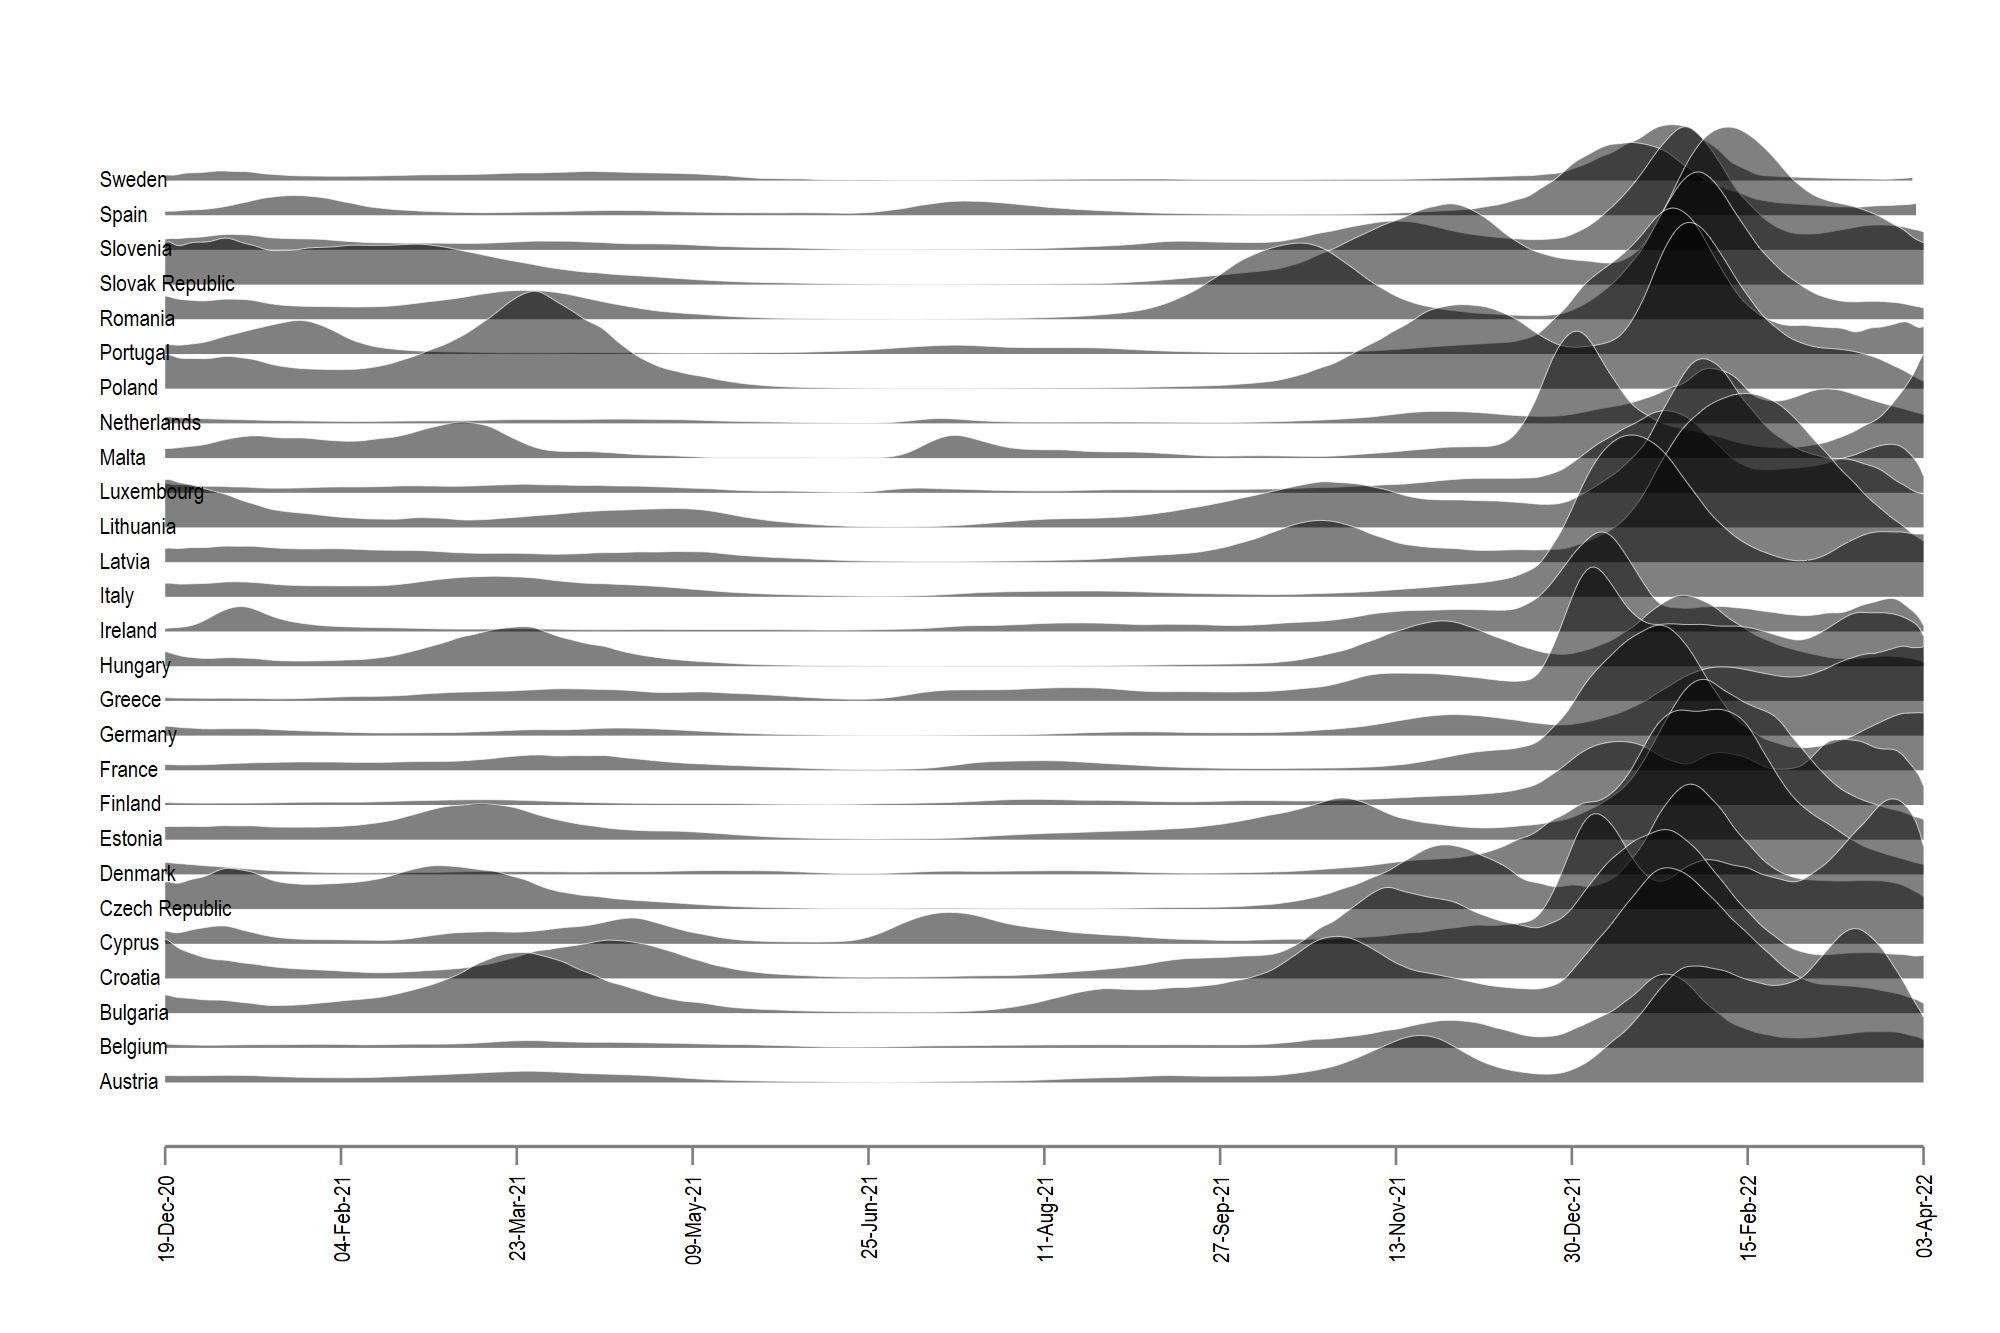 Sweden
Spain
Slovenia
Slovak Republic
Romania
Portugal
Poland
Netherlands
Malta
Luxembourg
Lithuania
Latvia
Italy
Ireland
Hungary
Greece
Germany
France
Finland
Estonia
Denmark
Czech Republic
Cyprus
Croatia
Bulgaria
Belgium
Austria
19-Dec-20
04-Feb-21
23-Mar-21
09-May-21
25-Jun-21
11-Aug-21
27-Sep-21
13-Nov-21
30-Dec-21
15-Feb-22
03-Apr-22